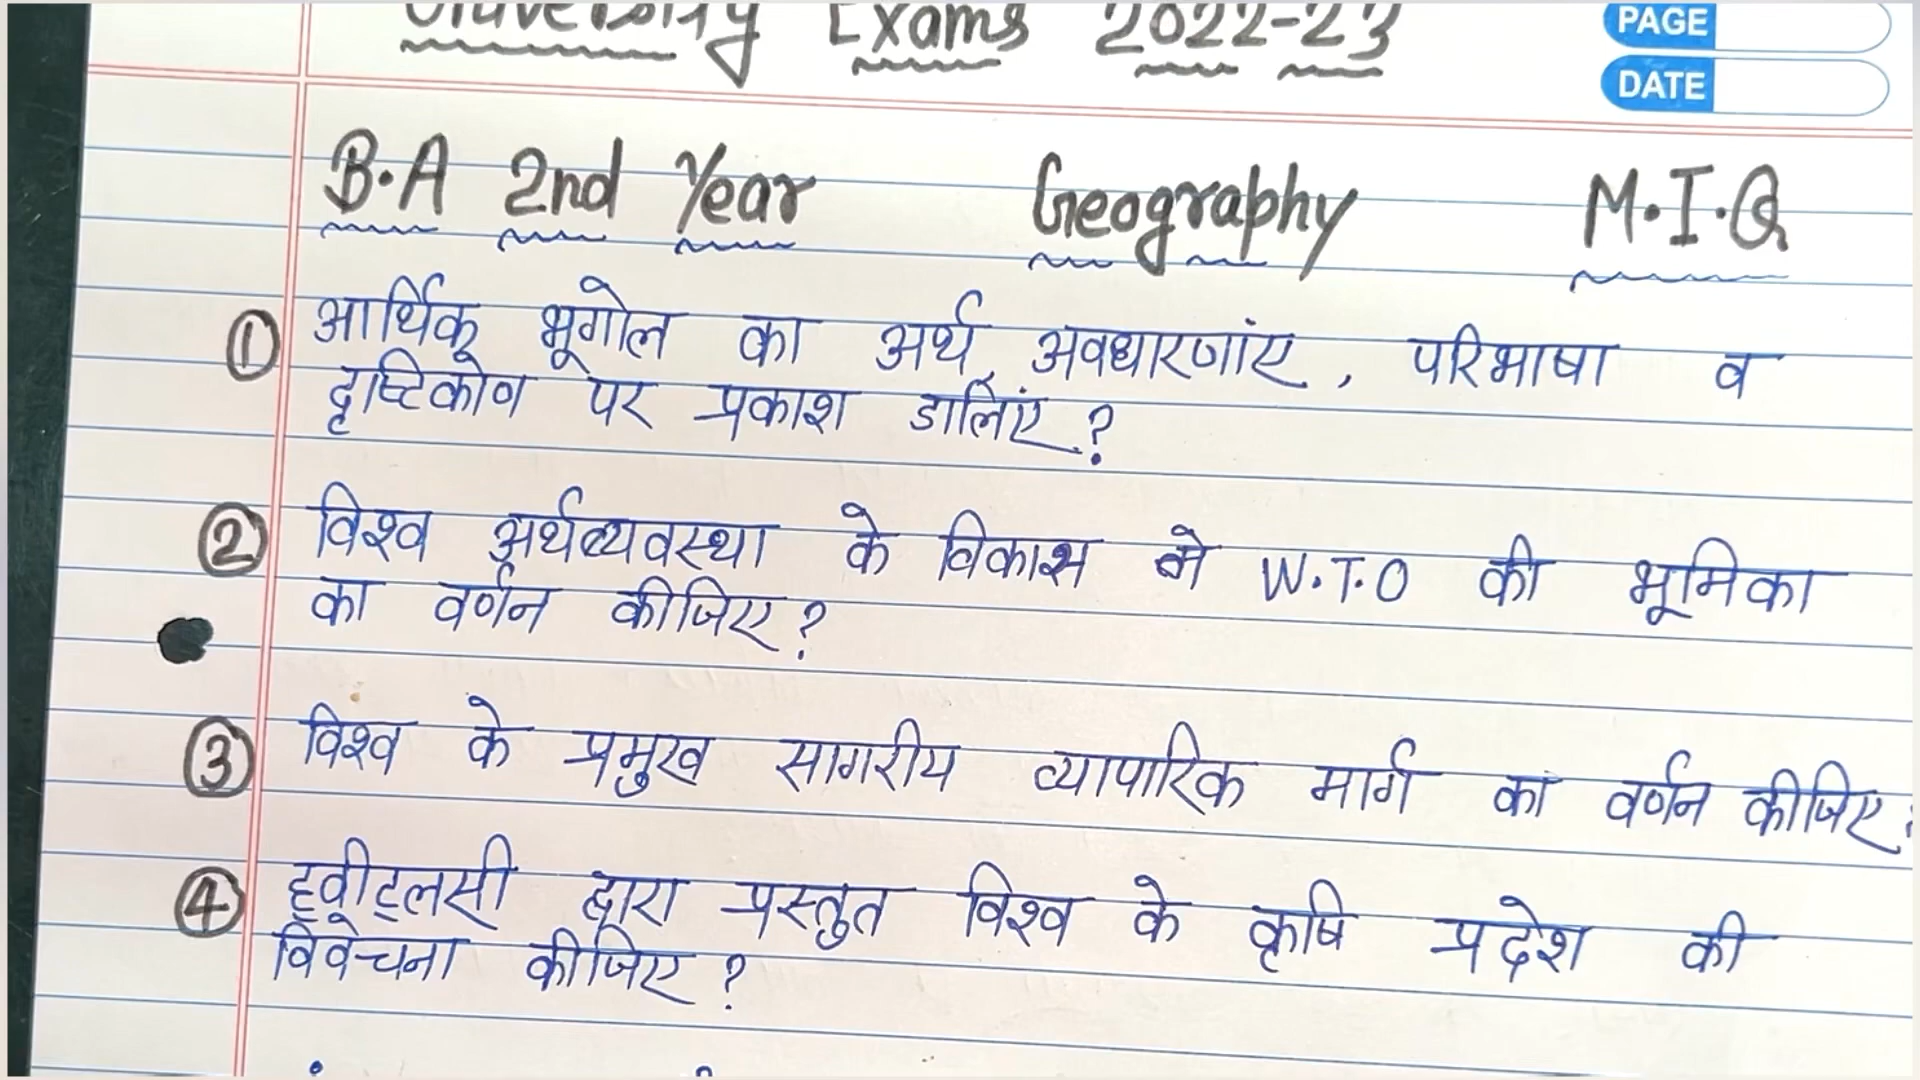 University Exams 2022-23
PAGE
DATE
B.A 2nd Year Geography M.I.Q
① आर्थिक भूगोल का अर्थ, अवधारणांए, परिभाषा व
दृष्टिकोण पर प्रकाश डालिंए?
② विश्व अर्थव्यवस्था के विकास मे W.T.O की भूमिका
का वर्णन कीजिए?
③ विश्व के प्रमुख सागरीय व्यापारिक मार्ग का वर्णन कीजिए?
④ ह्वीट्लसी द्वारा प्रस्तुत विश्व के कृषि प्रदेश की
विवेचना कीजिए?